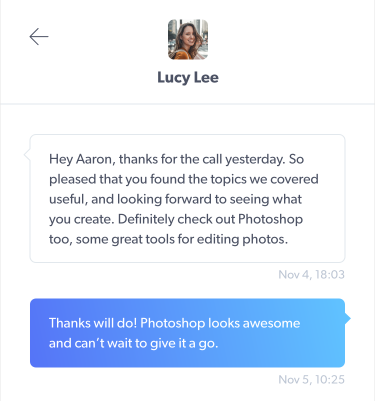 Lucy Lee
Hey Aaron, thanks for the call yesterday. So
pleased that you found the topics we covered
useful, and looking forward to seeing what
you create. Definitely check out Photoshop
too, some great tools for editing photos.
Nov 4, 18:03
Thanks will do! Photoshop looks awesome
and can’t wait to give it a go.
Nov 5, 10:25